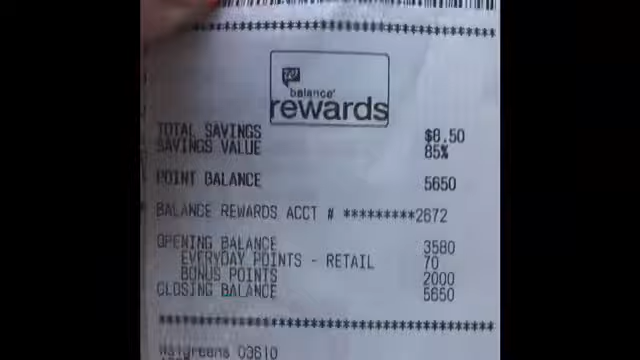 ****************************************
balance®
rewards
TOTAL SAVINGS $8.50
SAVINGS VALUE 85%
POINT BALANCE 5650
BALANCE REWARDS ACCT # *********2672
OPENING BALANCE 3580
EVERYDAY POINTS - RETAIL 70
BONUS POINTS 2000
CLOSING BALANCE 5650
****************************************
Walgreens 03610